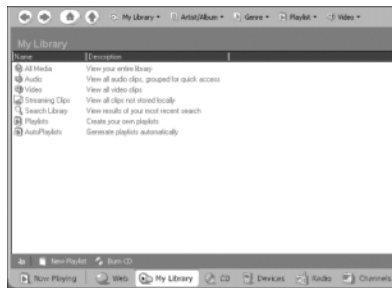 My Library Artist/Album Genre Playlist Video
My Library
Name Description
All Media View your entire library
Audio View all audio clips, grouped for quick access
Video View all video clips
Streaming Clips View all clips not stored locally
Search Library View results of your most recent search
Playlists Create your own playlists
AutoPlaylists Generate playlists automatically
New Playlist Burn CD
Now Playing Web My Library CD Devices Radio Channels